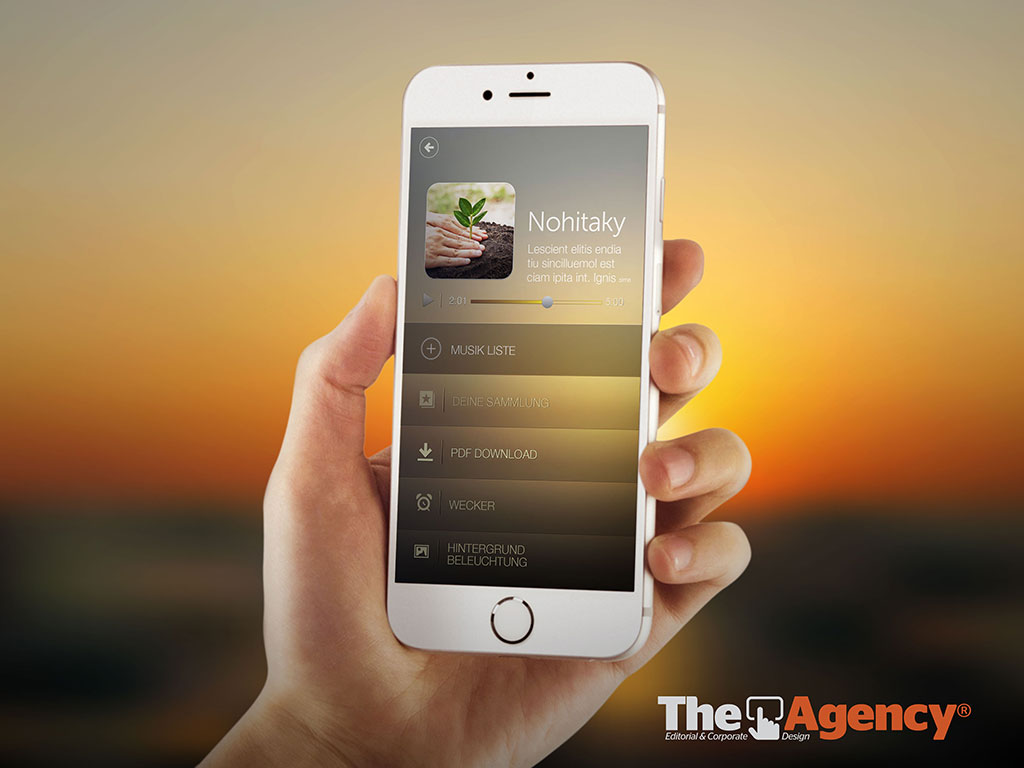 Nohitaky
Lescient elitis endia
tiu sincilluemol est
ciam ipita int. Ignis
2:01
5:00
MUSIK LISTE
DEINE SAMMLUNG
PDF DOWNLOAD
WECKER
HINTERGRUND
BELEUCHTUNG
The Agency®
Editorial & Corporate Design